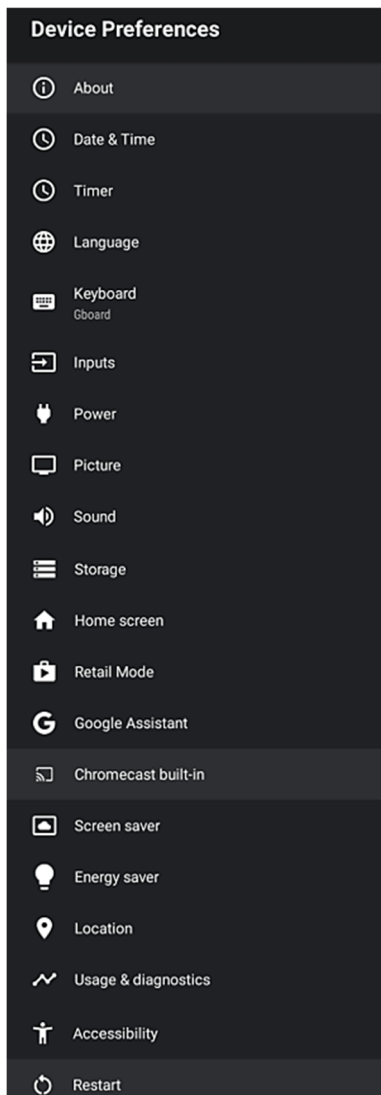 Device Preferences
About
Date & Time
Timer
Language
Keyboard
Gboard
Inputs
Power
Picture
Sound
Storage
Home screen
Retail Mode
Google Assistant
Chromecast built-in
Screen saver
Energy saver
Location
Usage & diagnostics
Accessibility
Restart